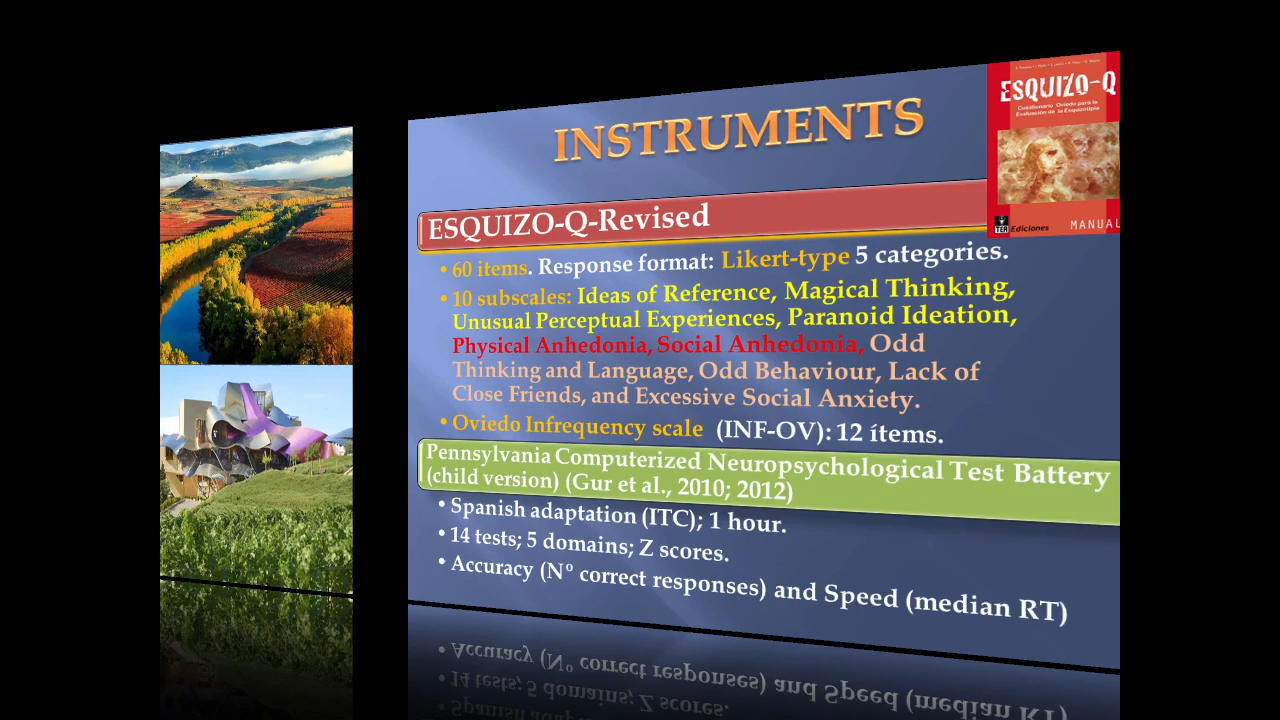 INSTRUMENTS
ESQUIZO-Q
Cuestionario Oviedo para la
Evaluación de la Esquizotipia
TEA Ediciones MANUAL
ESQUIZO-Q-Revised
• 60 items. Response format: Likert-type 5 categories.
• 10 subscales: Ideas of Reference, Magical Thinking,
Unusual Perceptual Experiences, Paranoid Ideation,
Physical Anhedonia, Social Anhedonia, Odd
Thinking and Language, Odd Behaviour, Lack of
Close Friends, and Excessive Social Anxiety.
• Oviedo Infrequency scale (INF-OV): 12 ítems.
Pennsylvania Computerized Neuropsychological Test Battery
(child version) (Gur et al., 2010; 2012)
• Spanish adaptation (ITC); 1 hour.
• 14 tests; 5 domains; Z scores.
• Accuracy (Nº correct responses) and Speed (median RT)